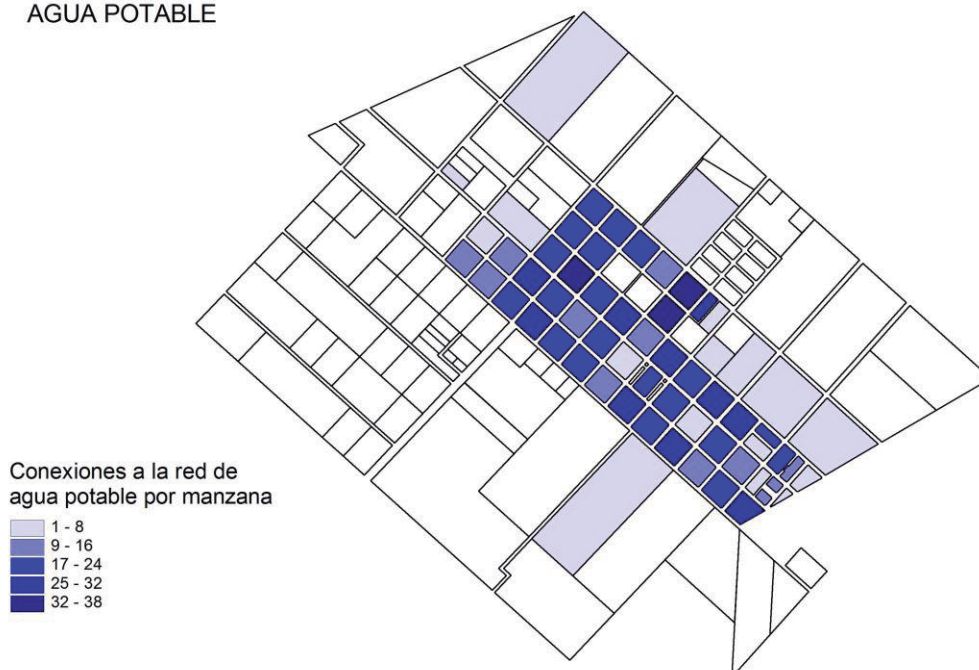 AGUA POTABLE
Conexiones a la red de
agua potable por manzana
1 - 8
9 - 16
17 - 24
25 - 32
32 - 38